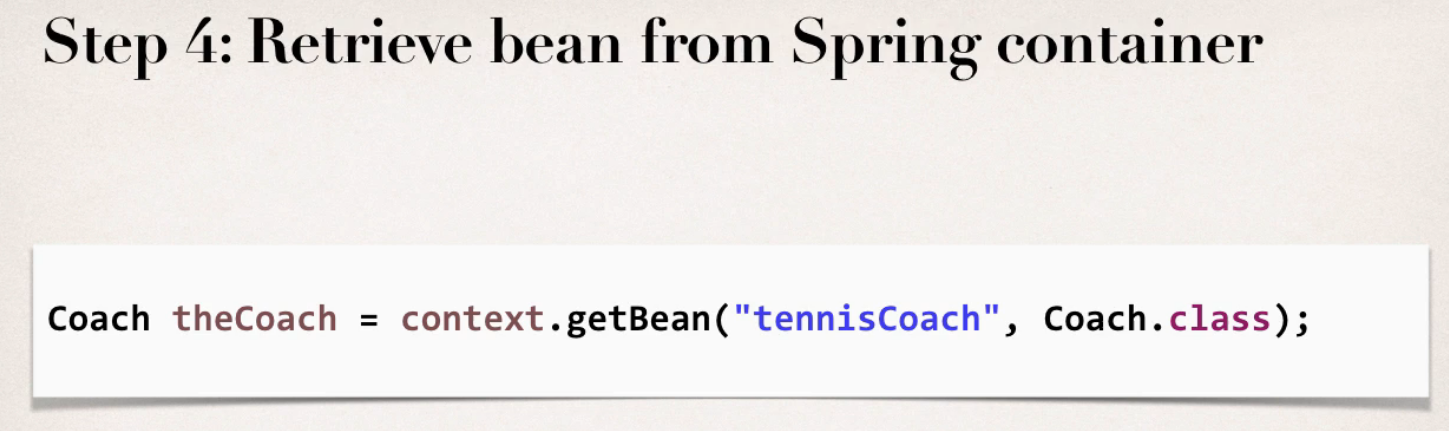 Step 4: Retrieve bean from Spring container
Coach theCoach = context.getBean("tennisCoach", Coach.class);